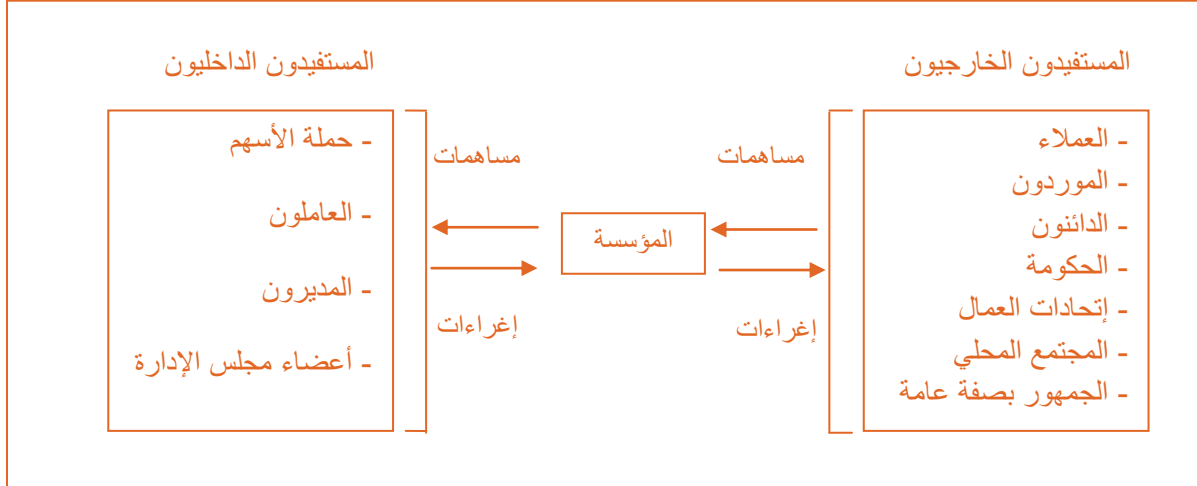 المستفيدون الخارجيون
- العملاء
- الموردون
- الدائنون
- الحكومة
- إتحادات العمال
- المجتمع المحلي
- الجمهور بصفة عامة
مساهمات
إغراءات
المؤسسة
مساهمات
إغراءات
المستفيدون الداخليون
- حملة الأسهم
- العاملون
- المديرون
- أعضاء مجلس الإدارة